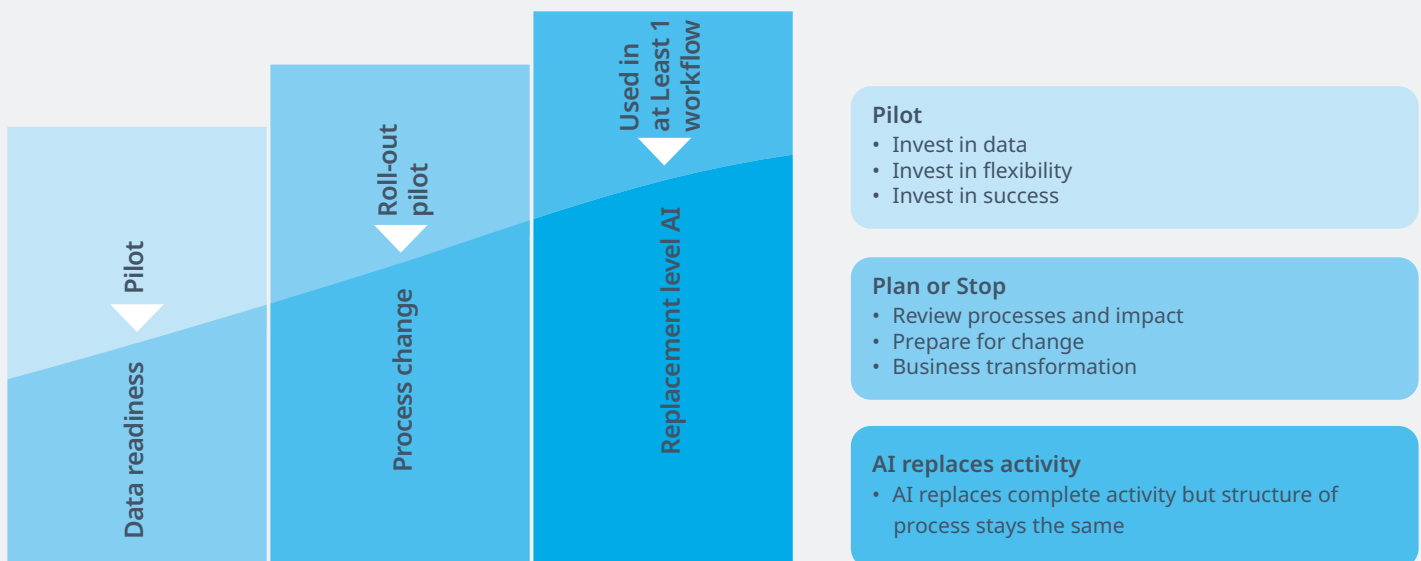 Pilot
Data readiness
Roll-out
pilot
Process change
Used in
at Least 1
workflow
Replacement level AI
Pilot
• Invest in data
• Invest in flexibility
• Invest in success
Plan or Stop
• Review processes and impact
• Prepare for change
• Business transformation
AI replaces activity
• AI replaces complete activity but structure of
process stays the same